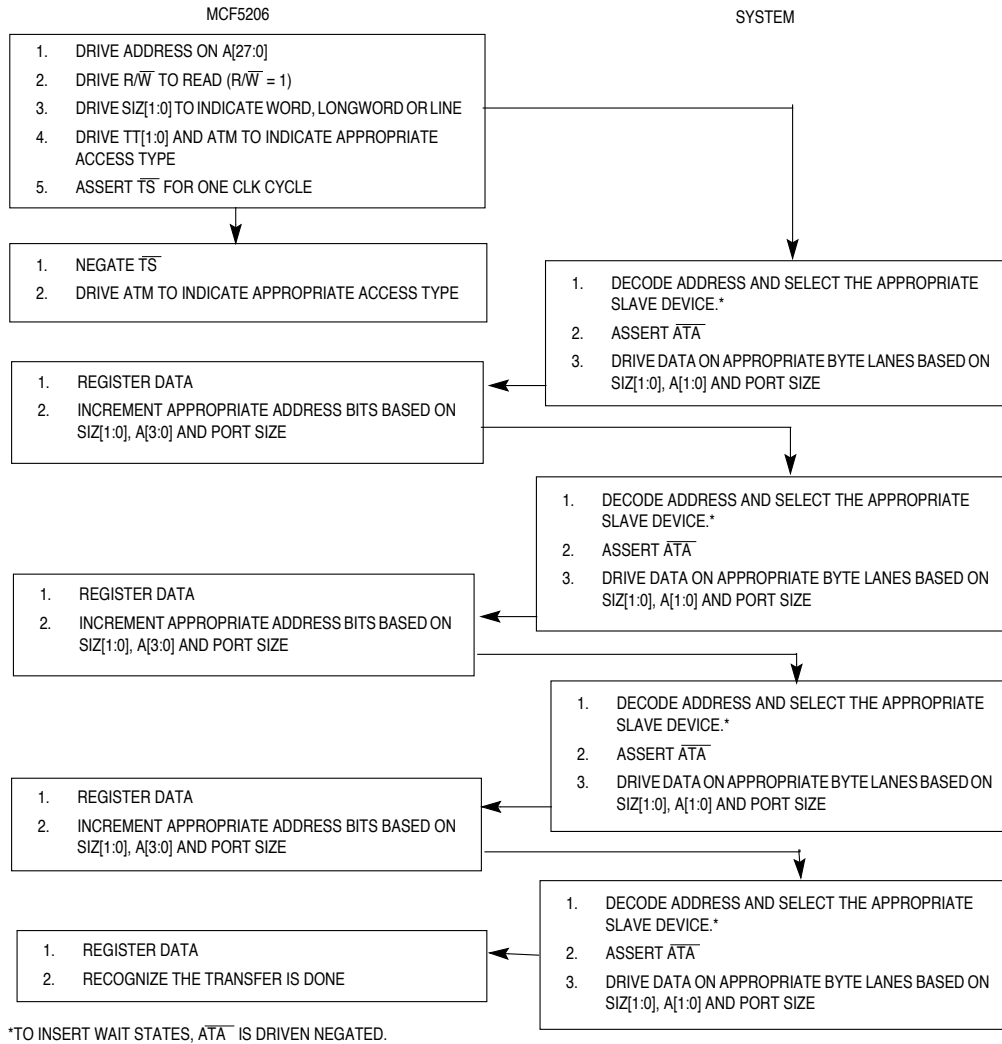 MCF5206
SYSTEM
1. DRIVE ADDRESS ON A[27:0]
2. DRIVE R/W̅ TO READ (R/W̅ = 1)
3. DRIVE SIZ[1:0] TO INDICATE WORD, LONGWORD OR LINE
4. DRIVE TT[1:0] AND ATM TO INDICATE APPROPRIATE
ACCESS TYPE
5. ASSERT T̅S̅ FOR ONE CLK CYCLE
1. NEGATE T̅S̅
2. DRIVE ATM TO INDICATE APPROPRIATE ACCESS TYPE
1. DECODE ADDRESS AND SELECT THE APPROPRIATE
SLAVE DEVICE.*
2. ASSERT A̅T̅A̅
3. DRIVE DATA ON APPROPRIATE BYTE LANES BASED ON
SIZ[1:0], A[1:0] AND PORT SIZE
1. REGISTER DATA
2. INCREMENT APPROPRIATE ADDRESS BITS BASED ON
SIZ[1:0], A[3:0] AND PORT SIZE
1. DECODE ADDRESS AND SELECT THE APPROPRIATE
SLAVE DEVICE.*
2. ASSERT A̅T̅A̅
3. DRIVE DATA ON APPROPRIATE BYTE LANES BASED ON
SIZ[1:0], A[1:0] AND PORT SIZE
1. REGISTER DATA
2. INCREMENT APPROPRIATE ADDRESS BITS BASED ON
SIZ[1:0], A[3:0] AND PORT SIZE
1. DECODE ADDRESS AND SELECT THE APPROPRIATE
SLAVE DEVICE.*
2. ASSERT A̅T̅A̅
3. DRIVE DATA ON APPROPRIATE BYTE LANES BASED ON
SIZ[1:0], A[1:0] AND PORT SIZE
1. REGISTER DATA
2. INCREMENT APPROPRIATE ADDRESS BITS BASED ON
SIZ[1:0], A[3:0] AND PORT SIZE
1. DECODE ADDRESS AND SELECT THE APPROPRIATE
SLAVE DEVICE.*
2. ASSERT A̅T̅A̅
3. DRIVE DATA ON APPROPRIATE BYTE LANES BASED ON
SIZ[1:0], A[1:0] AND PORT SIZE
1. REGISTER DATA
2. RECOGNIZE THE TRANSFER IS DONE
*TO INSERT WAIT STATES, A̅T̅A̅ IS DRIVEN NEGATED.